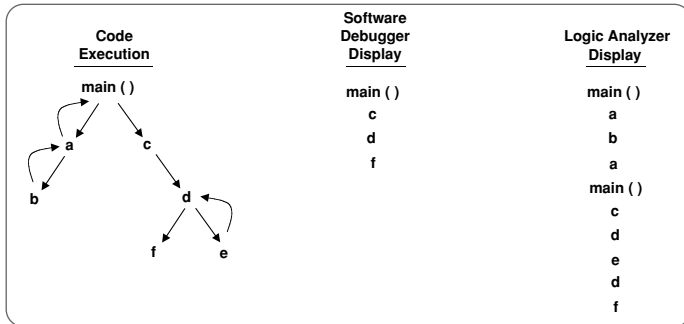 Code
Execution
main ( )
a
c
b
d
f
e
Software
Debugger
Display
main ( )
c
d
f
Logic Analyzer
Display
main ( )
a
b
a
main ( )
c
d
e
d
f